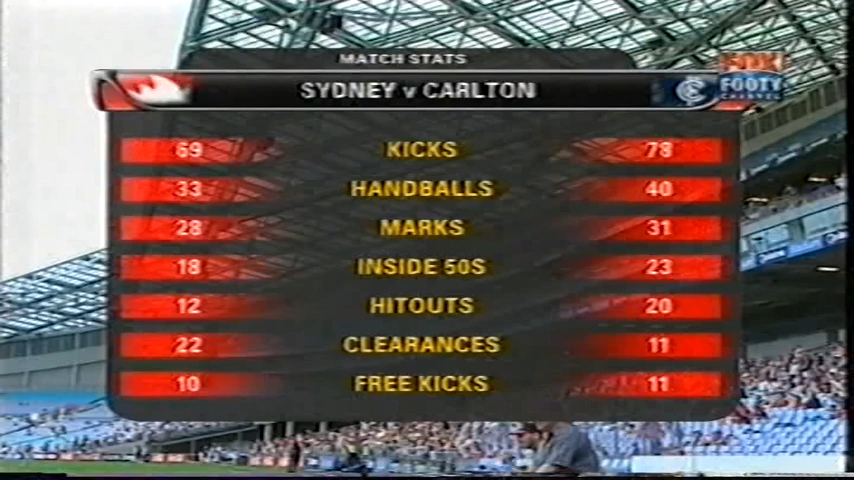 MATCH STATS
SYDNEY v CARLTON
FOX
FOOTY
CHANNEL
69 KICKS 78
33 HANDBALLS 40
28 MARKS 31
18 INSIDE 50S 23
12 HITOUTS 20
22 CLEARANCES 11
10 FREE KICKS 11